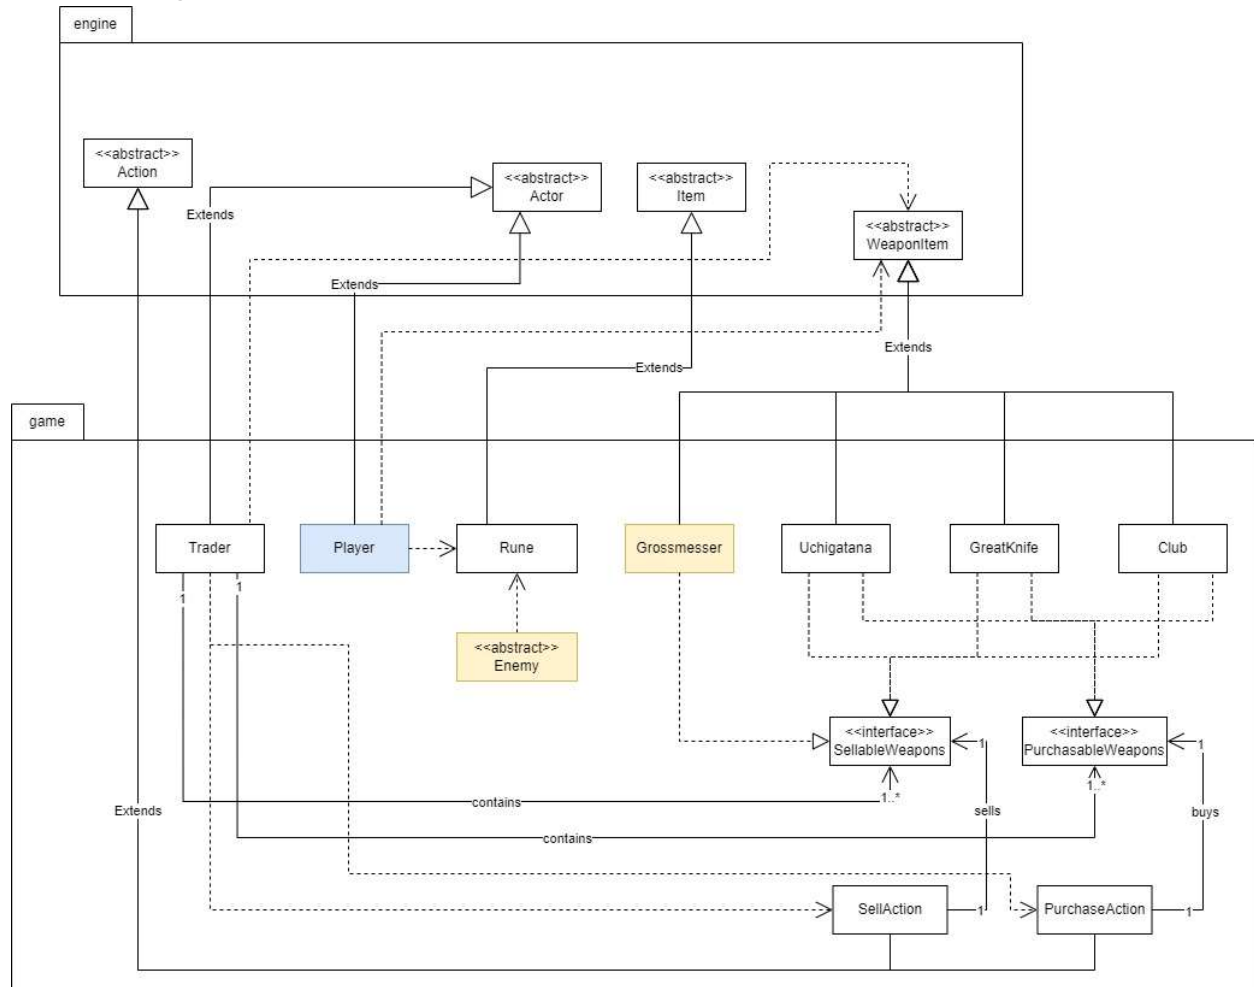 engine
<<abstract>>
Action
<<abstract>>
Actor
<<abstract>>
Item
<<abstract>>
WeaponItem
Extends
Extends
Extends
Extends
game
Trader
Player
Rune
Grossmesser
Uchigatana
GreatKnife
Club
1
1
<<abstract>>
Enemy
<<interface>>
SellableWeapons
<<interface>>
PurchasableWeapons
1
1
1..*
1..*
contains
Extends
sells
buys
contains
SellAction
1
PurchaseAction
1